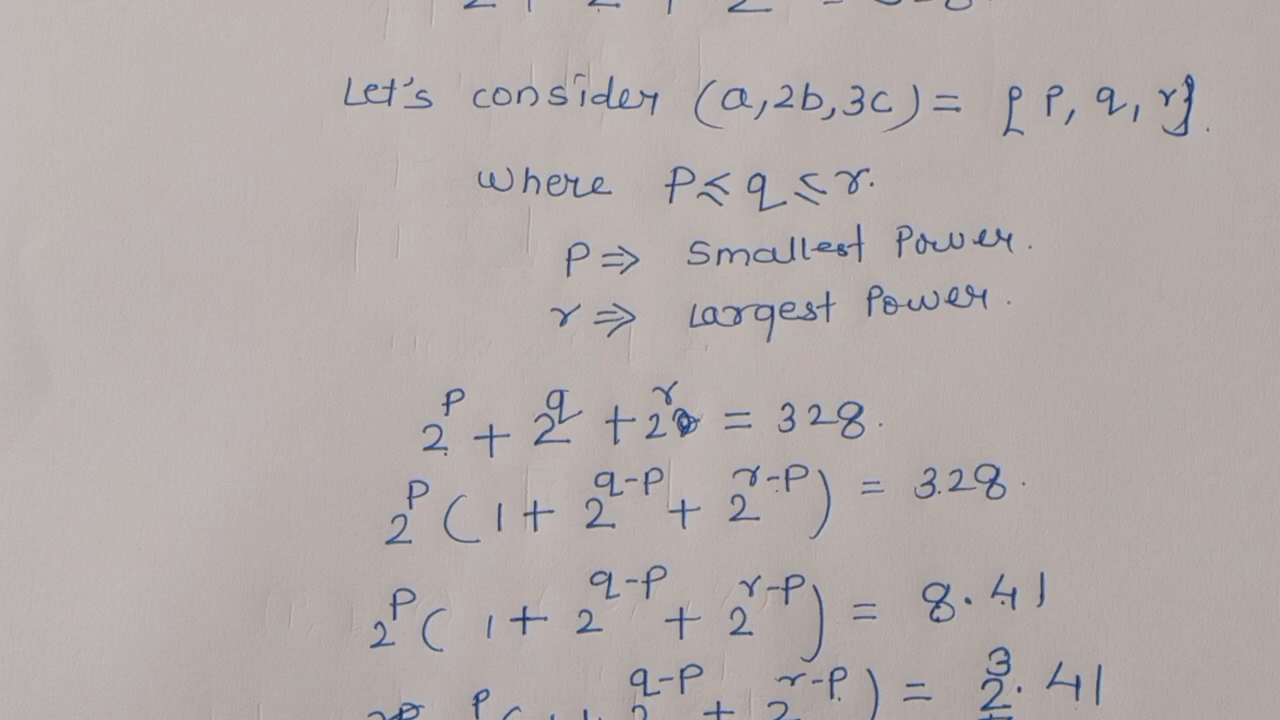 Let's consider (a,2b,3c) = {P, q, r}.
where P ≤ q ≤ r.
P ⇒ Smallest Power.
r ⇒ Largest Power.
2^P + 2^q + 2^r = 328.
2^P (1 + 2^(q-P) + 2^(r-P)) = 328.
2^P (1 + 2^(q-P) + 2^(r-P)) = 8.41
q-P r-P ) = 2^3. 41